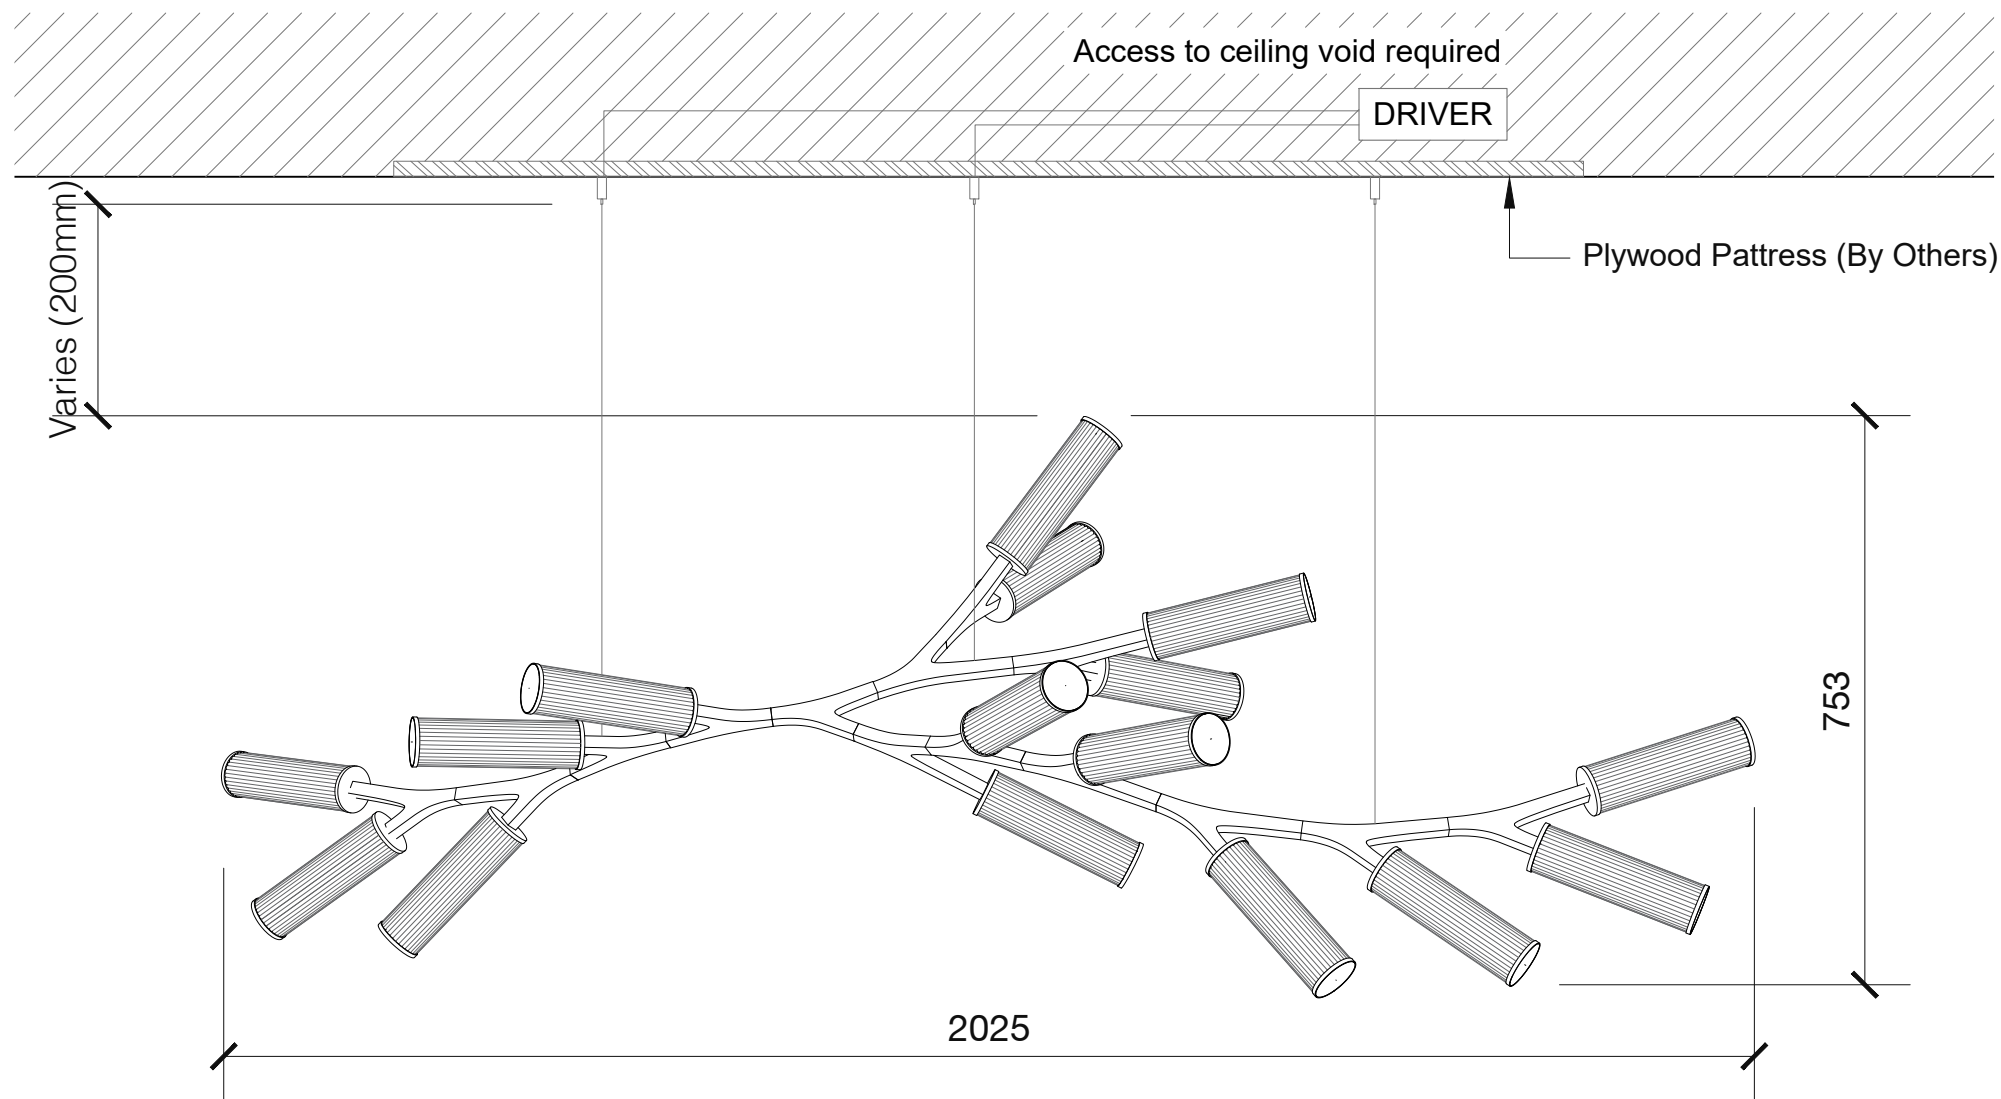 Access to ceiling void required
DRIVER
Varies (200mm)
Plywood Pattress (By Others)
753
2025